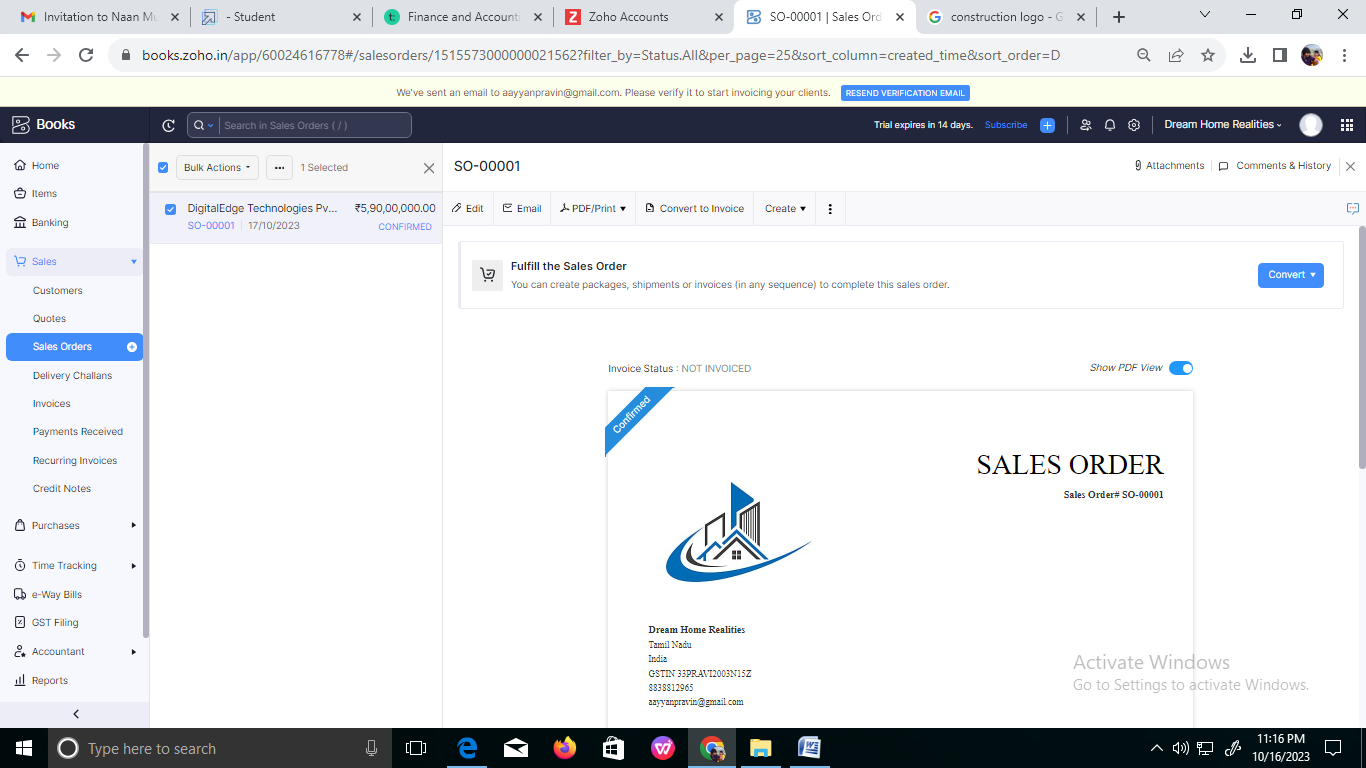 Invitation to Naan Mu
- Student
Finance and Accounti
Zoho Accounts
SO-00001 | Sales Ord
construction logo - G
books.zoho.in/app/60024616778#/salesorders/1515573000000021562?filter_by=Status.All&per_page=25&sort_column=created_time&sort_order=D
We've sent an email to aayyanpravin@gmail.com. Please verify it to start invoicing your clients. RESEND VERIFICATION EMAIL
Books
Search in Sales Orders ( / )
Trial expires in 14 days. Subscribe
Dream Home Realities
Home
Items
Banking
Sales
Customers
Quotes
Sales Orders
Delivery Challans
Invoices
Payments Received
Recurring Invoices
Credit Notes
Purchases
Time Tracking
e-Way Bills
GST Filing
Accountant
Reports
Bulk Actions
1 Selected
DigitalEdge Technologies Pv... ₹5,90,00,000.00
SO-00001 17/10/2023 CONFIRMED
SO-00001
Attachments Comments & History
Edit Email PDF/Print Convert to Invoice Create
Fulfill the Sales Order
You can create packages, shipments or invoices (in any sequence) to complete this sales order.
Convert
Invoice Status : NOT INVOICED
Show PDF View
Confirmed
SALES ORDER
Sales Order# SO-00001
Dream Home Realities
Tamil Nadu
India
GSTIN 33PRAVI2003N15Z
8838812965
aayyanpravin@gmail.com
Activate Windows
Go to Settings to activate Windows.
Type here to search
11:16 PM
10/16/2023